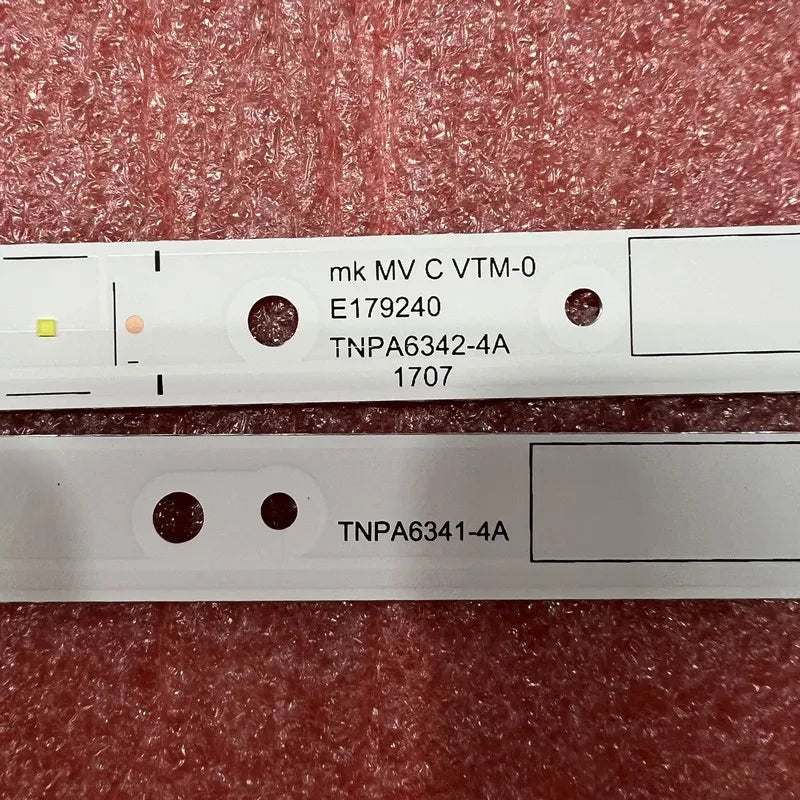 mk MV C VTM-0
E179240
TNPA6342-4A
1707
TNPA6341-4A